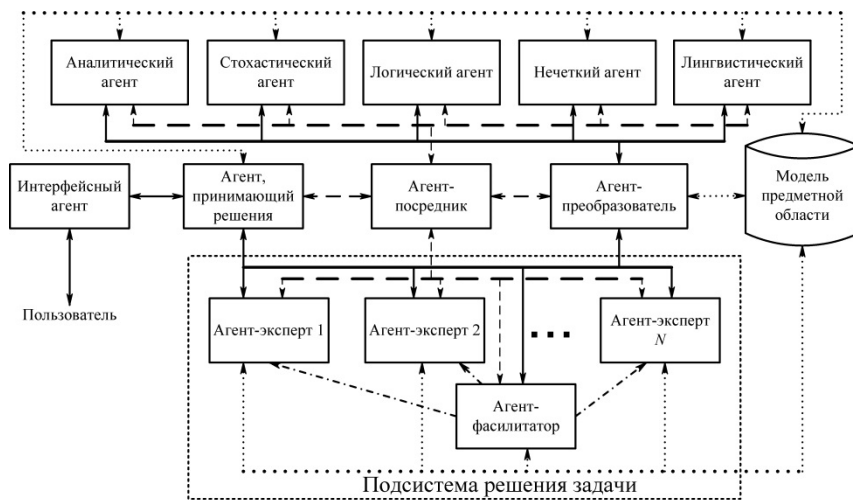 Аналитический
агент
Стохастический
агент
Логический агент
Нечеткий агент
Лингвистический
агент
Интерфейсный
агент
Агент,
принимающий
решения
Агент-
посредник
Агент-
преобразователь
Модель
предметной
области
Пользователь
Агент-эксперт 1
Агент-эксперт 2
Агент-эксперт
N
Агент-
фасилитатор
Подсистема решения задачи